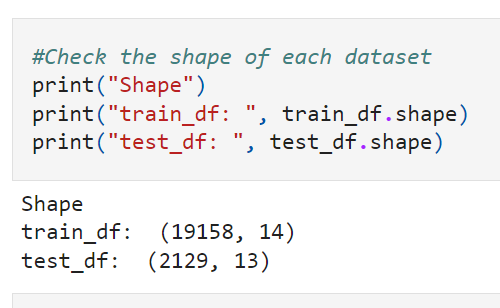 #Check the shape of each dataset
print("Shape")
print("train_df: ", train_df.shape)
print("test_df: ", test_df.shape)
Shape
train_df:  (19158, 14)
test_df:  (2129, 13)